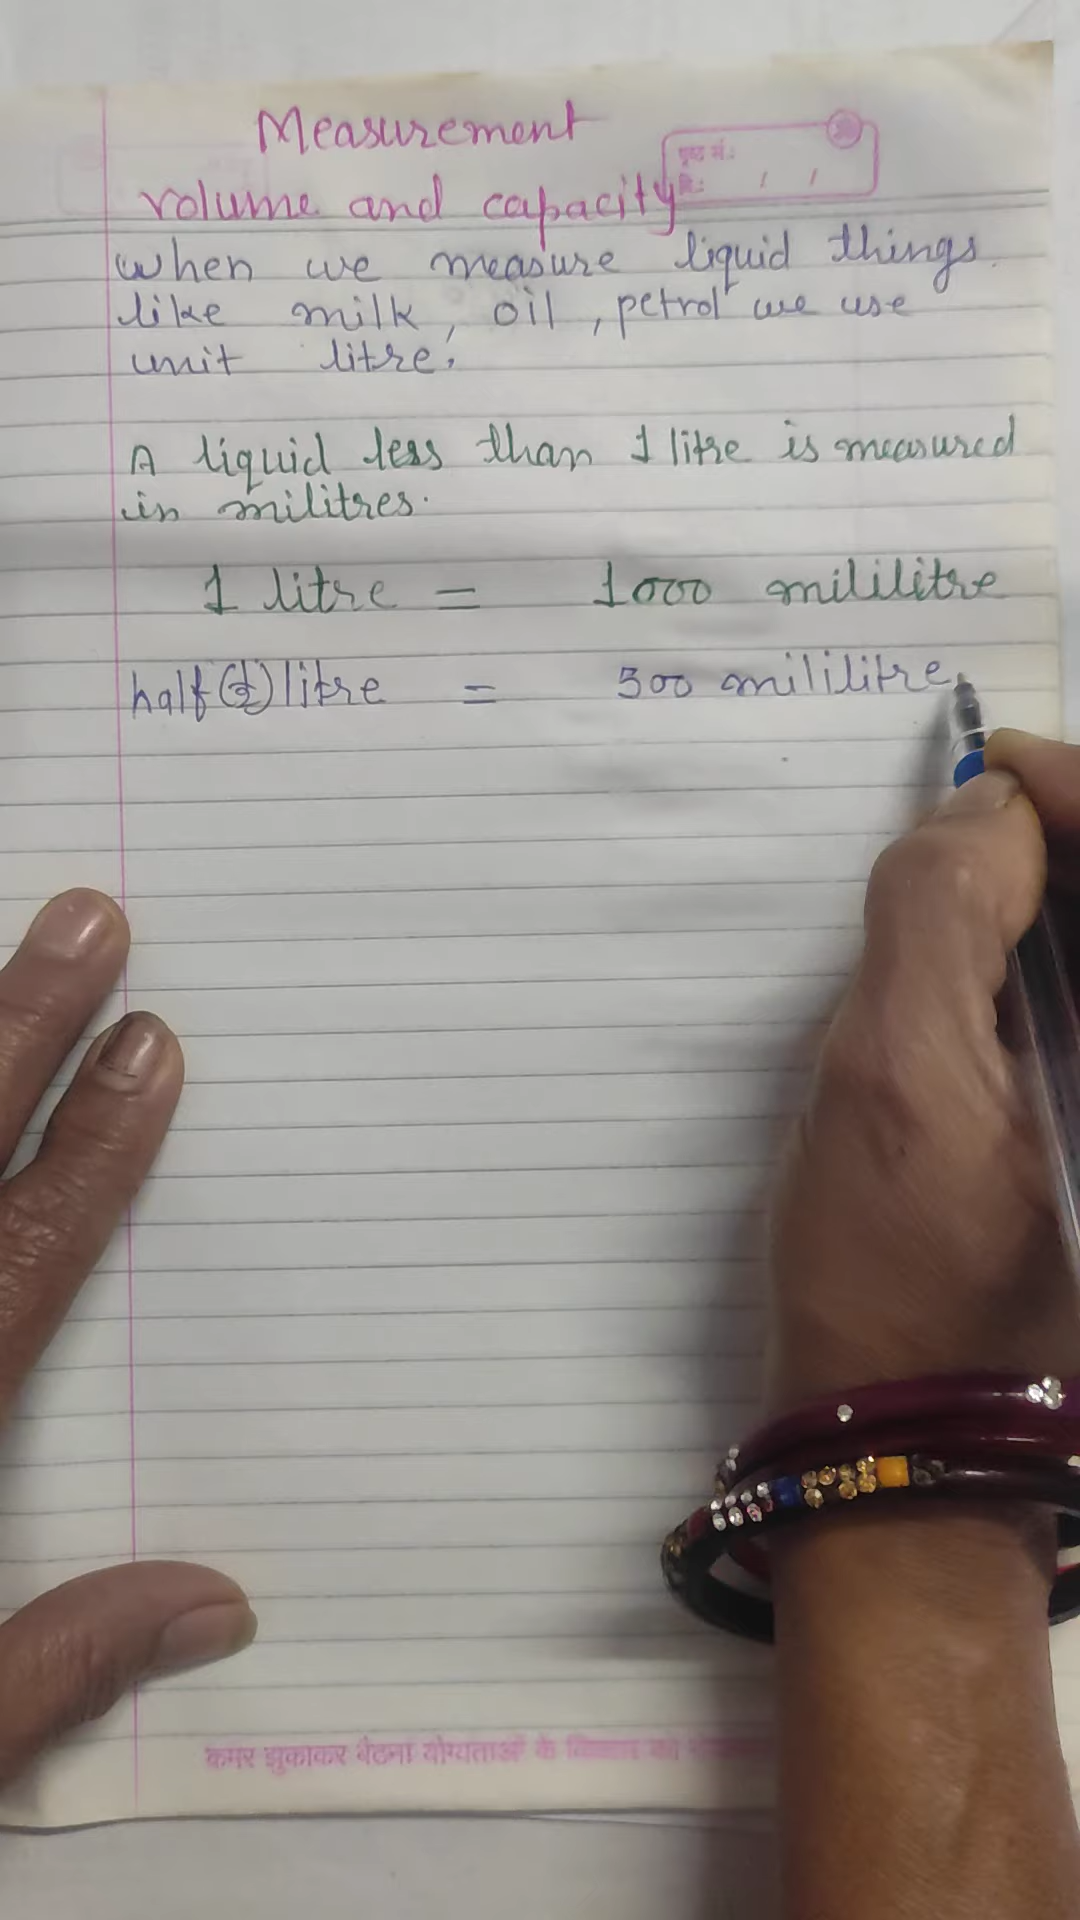 Measurement
पृष्ठ सं.:
volume and capacity
दि.: / /
when we measure liquid things
like milk, oil, petrol we use
unit litre.
A liquid less than 1 litre is measured
in militres.
1 litre = 1000 mililitre
half (1/2) litre = 500 mililitre
कमर झुकाकर बैठना योग्यताओं के